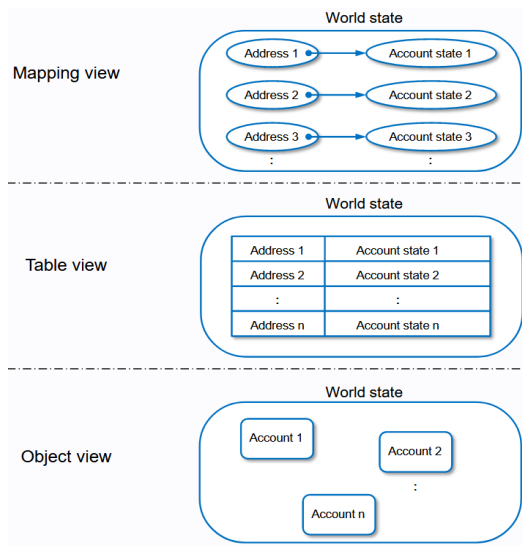 World state
Mapping view
Address 1 Account state 1
Address 2 Account state 2
Address 3 Account state 3
: :
World state
Table view
Address 1 Account state 1
Address 2 Account state 2
: :
Address n Account state n
World state
Object view
Account 1
Account 2
:
Account n